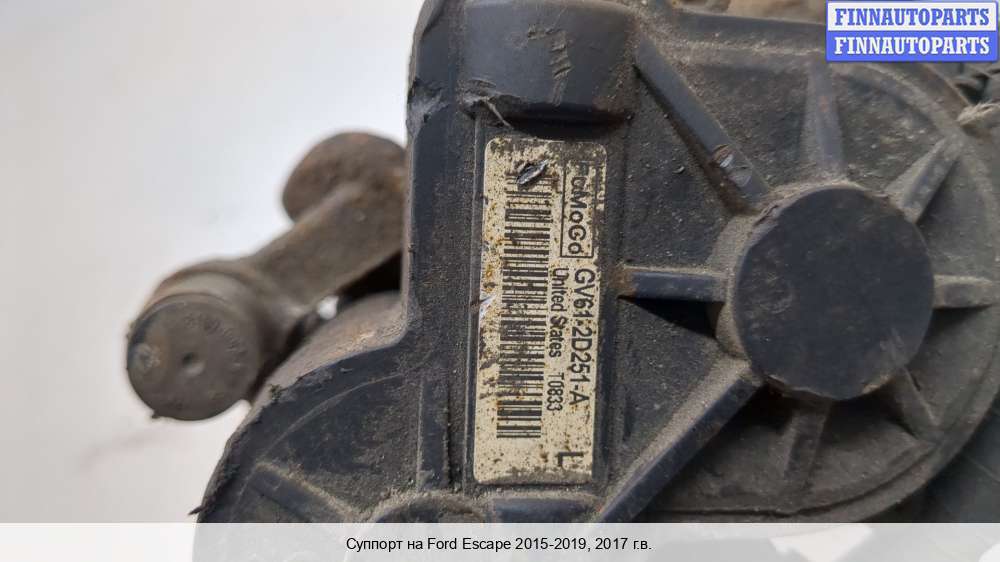 FINNAUTOPARTS
FINNAUTOPARTS
FoMoCo
GV61-2D251-A
United States T0833
L
Суппорт на Ford Escape 2015-2019, 2017 г.в.